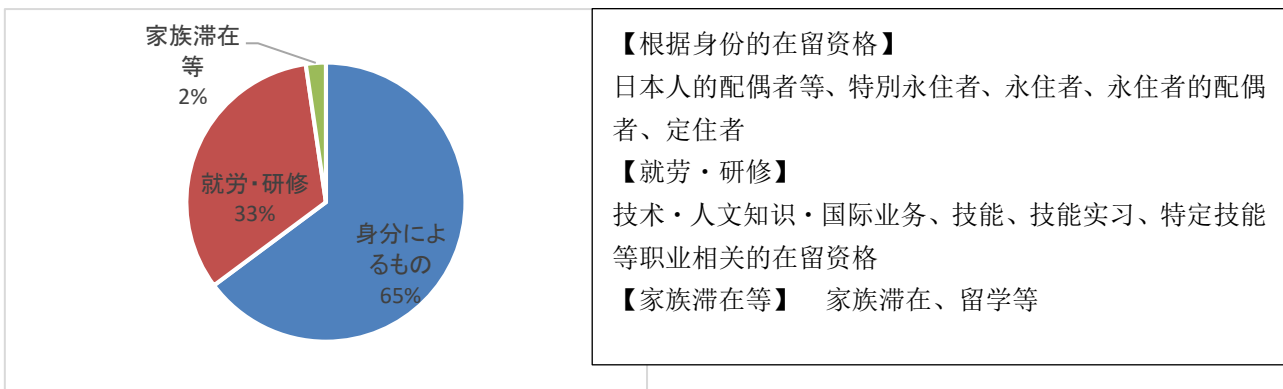 家族滞在
等
2%
就労・研修
33%
身分によ
るもの
65%
【根据身份的在留资格】
日本人的配偶者等、特別永住者、永住者、永住者的配偶
者、定住者
【就劳・研修】
技术・人文知识・国际业务、技能、技能实习、特定技能
等职业相关的在留资格
【家族滞在等】　家族滞在、留学等